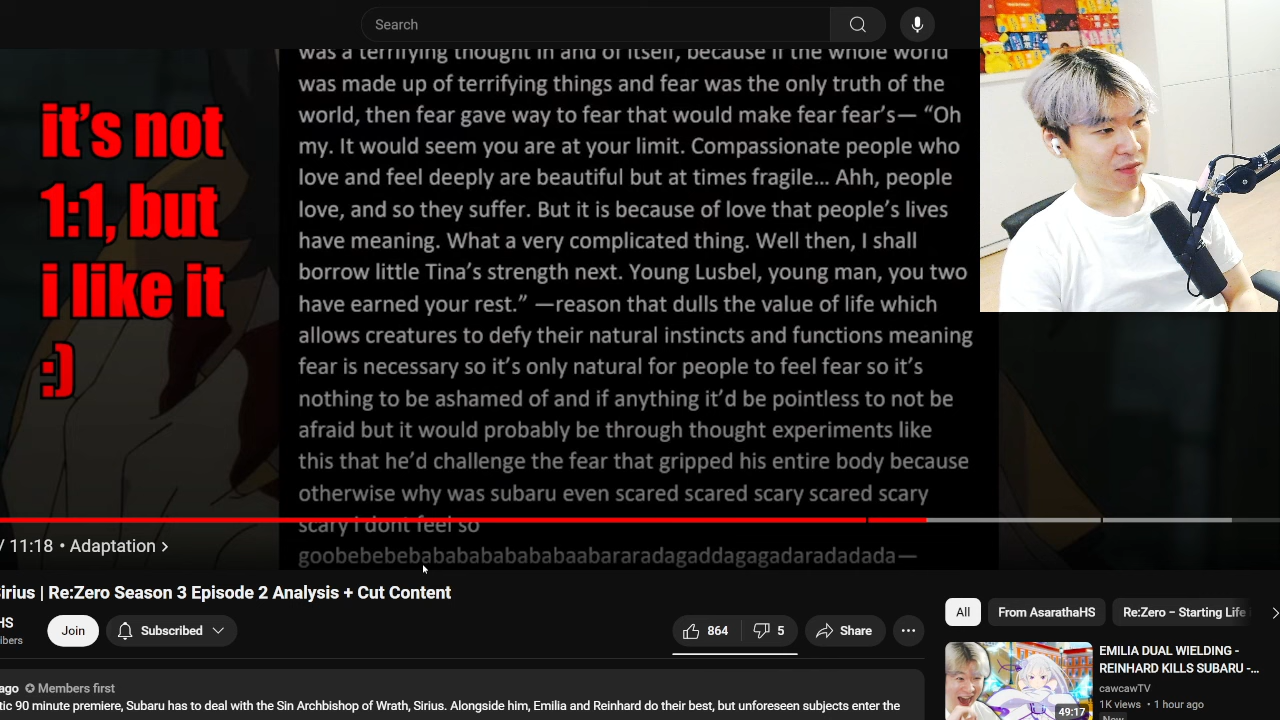 Search
was a terrifying thought in and of itself, because if the whole world
was made up of terrifying things and fear was the only truth of the
world, then fear gave way to fear that would make fear fear's— “Oh
my. It would seem you are at your limit. Compassionate people who
love and feel deeply are beautiful but at times fragile... Ahh, people
love, and so they suffer. But it is because of love that people's lives
have meaning. What a very complicated thing. Well then, I shall
borrow little Tina's strength next. Young Lusbel, young man, you two
have earned your rest.” —reason that dulls the value of life which
allows creatures to defy their natural instincts and functions meaning
fear is necessary so it's only natural for people to feel fear so it's
nothing to be ashamed of and if anything it'd be pointless to not be
afraid but it would probably be through thought experiments like
this that he'd challenge the fear that gripped his entire body because
otherwise why was subaru even scared scared scary scared scary
scary i dont feel so
goobebebebabababababababaabararadagaddagagadaradadada—
it's not
1:1, but
i like it
:)
/ 11:18 • Adaptation >
irius | Re:Zero Season 3 Episode 2 Analysis + Cut Content
HS
ibers
Join
Subscribed
864
5
Share
ago Members first
tic 90 minute premiere, Subaru has to deal with the Sin Archbishop of Wrath, Sirius. Alongside him, Emilia and Reinhard do their best, but unforeseen subjects enter the
All
From AsarathaHS
Re:Zero – Starting Life
EMILIA DUAL WIELDING -
REINHARD KILLS SUBARU -...
cawcawTV
1K views • 1 hour ago
New
49:17